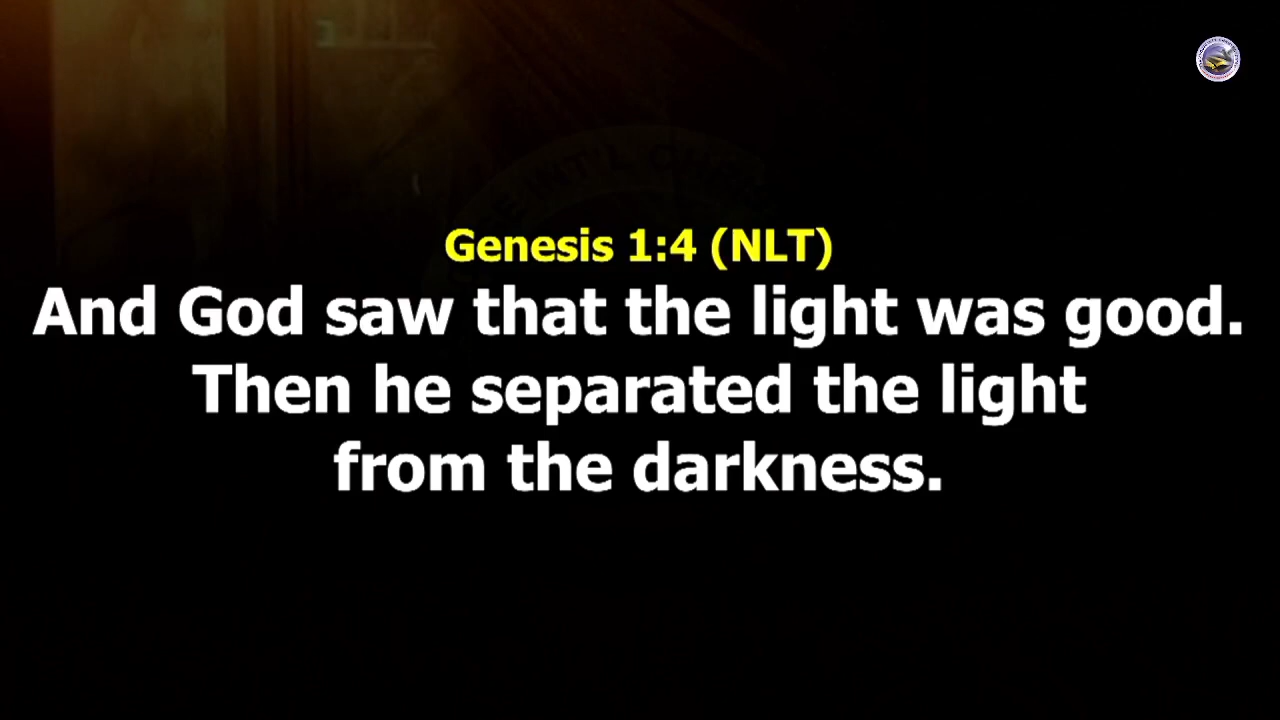 Genesis 1:4 (NLT)
And God saw that the light was good.
Then he separated the light
from the darkness.